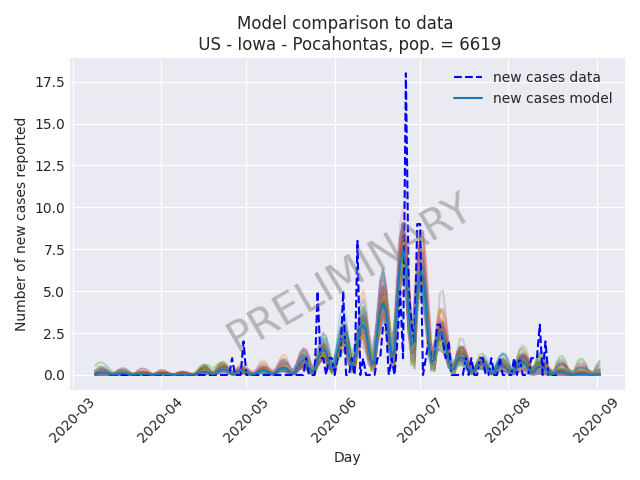 Model comparison to data
US - Iowa - Pocahontas, pop. = 6619
Number of new cases reported
17.5
15.0
12.5
10.0
7.5
5.0
2.5
0.0
new cases data
new cases model
PRELIMINARY
2020-03
2020-04
2020-05
2020-06
2020-07
2020-08
2020-09
Day